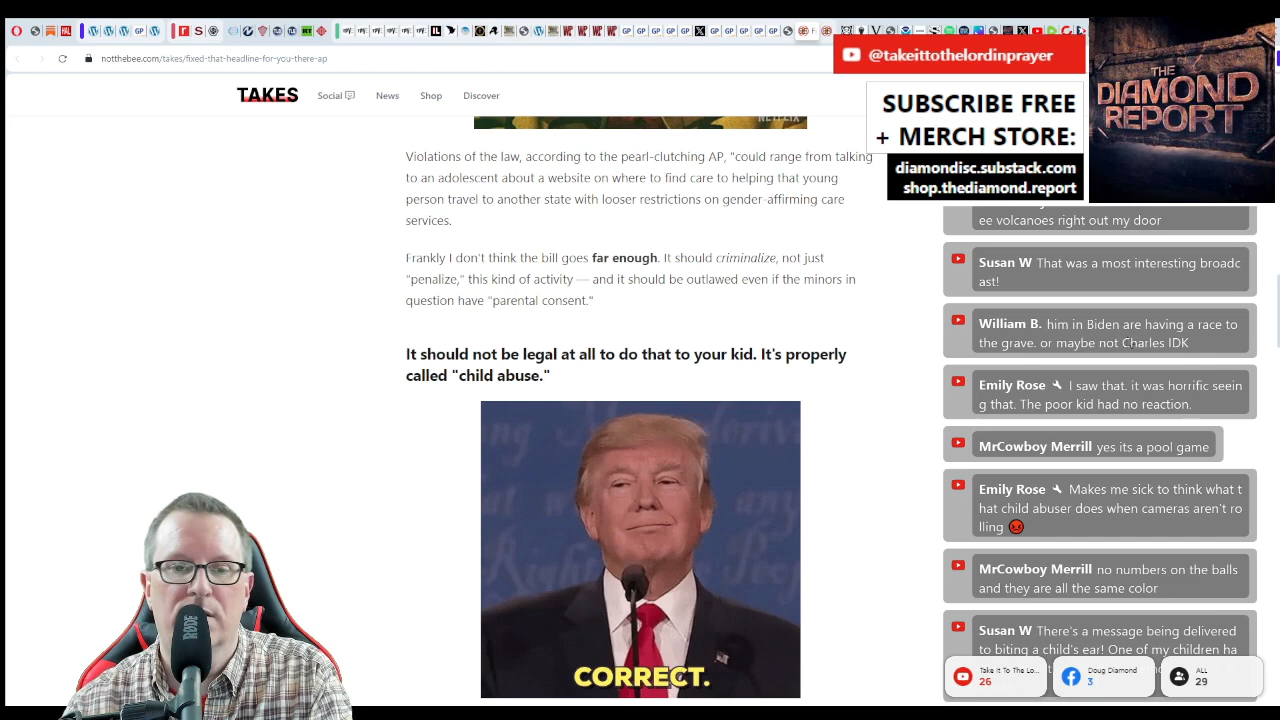 notthebee.com/takes/fixed-that-headline-for-you-there-ap
@takeittothelordinprayer
THE
DIAMOND
REPORT
SUBSCRIBE FREE
+ MERCH STORE:
diamondisc.substack.com
shop.thediamond.report
TAKES
Social
News
Shop
Discover
NETFLIX
Violations of the law, according to the pearl-clutching AP, "could range from talking
to an adolescent about a website on where to find care to helping that young
person travel to another state with looser restrictions on gender-affirming care
services.
Frankly I don't think the bill goes far enough. It should criminalize, not just
"penalize," this kind of activity — and it should be outlawed even if the minors in
question have "parental consent."
It should not be legal at all to do that to your kid. It's properly
called "child abuse."
CORRECT.
RØDE
ee volcanoes right out my door
Susan W That was a most interesting broadc
ast!
William B. him in Biden are having a race to
the grave. or maybe not Charles IDK
Emily Rose I saw that. it was horrific seein
g that. The poor kid had no reaction.
MrCowboy Merrill yes its a pool game
Emily Rose Makes me sick to think what t
hat child abuser does when cameras aren't ro
lling
MrCowboy Merrill no numbers on the balls
and they are all the same color
Susan W There's a message being delivered
to biting a child's ear! One of my children ha
Take It To The Lo...
26
Doug Diamond
3
ALL
29